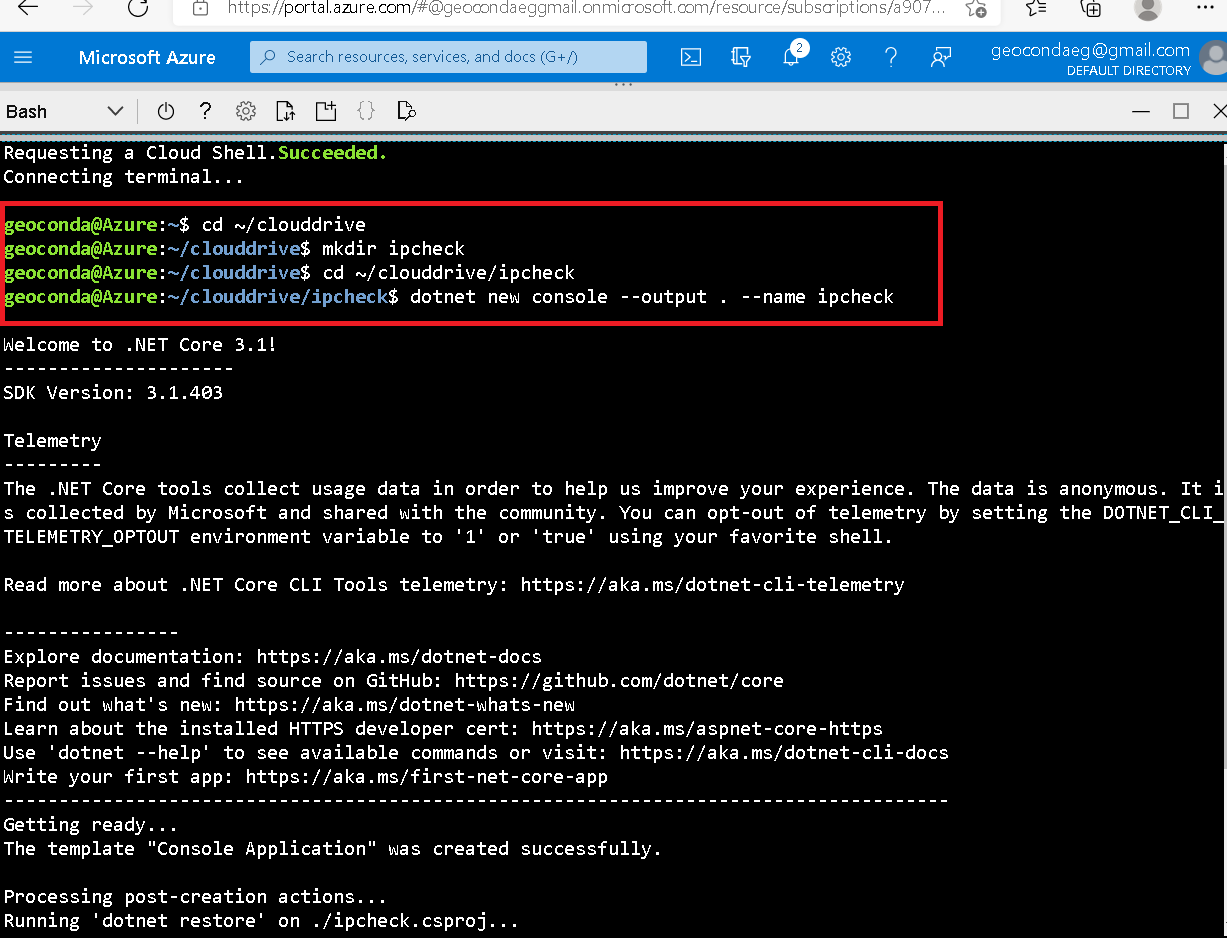 https://portal.azure.com/#@geocondaeggmail.onmicrosoft.com/resource/subscriptions/a907...
Microsoft Azure
Search resources, services, and docs (G+/)
2
geocondaeg@gmail.com
DEFAULT DIRECTORY
Bash
Requesting a Cloud Shell.Succeeded.
Connecting terminal...
geoconda@Azure:~$ cd ~/clouddrive
geoconda@Azure:~/clouddrive$ mkdir ipcheck
geoconda@Azure:~/clouddrive$ cd ~/clouddrive/ipcheck
geoconda@Azure:~/clouddrive/ipcheck$ dotnet new console --output . --name ipcheck
Welcome to .NET Core 3.1!
---------------------
SDK Version: 3.1.403
Telemetry
---------
The .NET Core tools collect usage data in order to help us improve your experience. The data is anonymous. It i
s collected by Microsoft and shared with the community. You can opt-out of telemetry by setting the DOTNET_CLI_
TELEMETRY_OPTOUT environment variable to '1' or 'true' using your favorite shell.
Read more about .NET Core CLI Tools telemetry: https://aka.ms/dotnet-cli-telemetry
----------------
Explore documentation: https://aka.ms/dotnet-docs
Report issues and find source on GitHub: https://github.com/dotnet/core
Find out what's new: https://aka.ms/dotnet-whats-new
Learn about the installed HTTPS developer cert: https://aka.ms/aspnet-core-https
Use 'dotnet --help' to see available commands or visit: https://aka.ms/dotnet-cli-docs
Write your first app: https://aka.ms/first-net-core-app
--------------------------------------------------------------------------------------
Getting ready...
The template "Console Application" was created successfully.
Processing post-creation actions...
Running 'dotnet restore' on ./ipcheck.csproj...